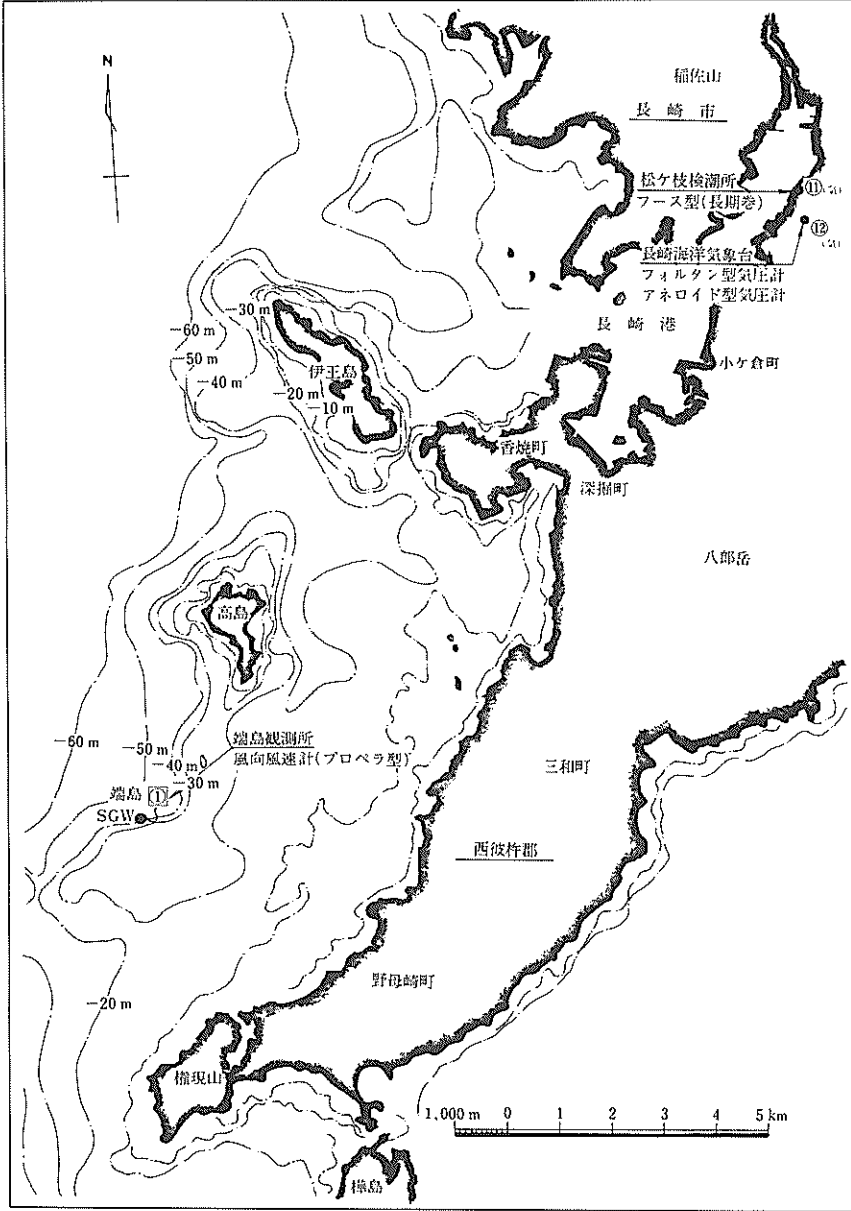 N
稲佐山
長崎市
松ケ枝検潮所
フース型(長期巻)
⑪
⑫
長崎海洋気象台
フォルタン型気圧計
アネロイド型気圧計
長崎港
小ケ倉町
−30 m
−60 m
−50 m
−40 m
伊王島
−20 m
−10 m
香焼町
深掘町
八郎岳
高島
端島観測所
風向風速計(プロペラ型)
−60 m
−50 m
−40 m
−30 m
端島 ①
SGW
三和町
西彼杵郡
野母崎町
−20 m
権現山
1,000 m 0 1 2 3 4 5 km
樺島